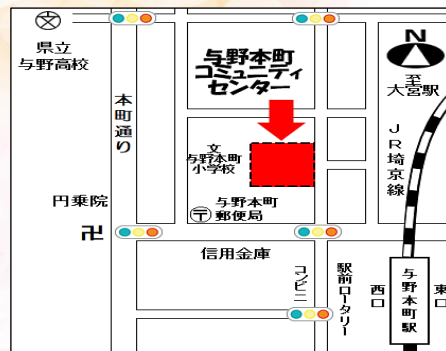 県立
与野高校
本町通り
与野本町
コミュニティ
センター
N
至
大宮駅
JR埼京線
文
与野本町
小学校
与野本町
郵便局
円乗院
卍
信用金庫
コンビニ
駅前ロータリー
西口
与野本町駅
東口